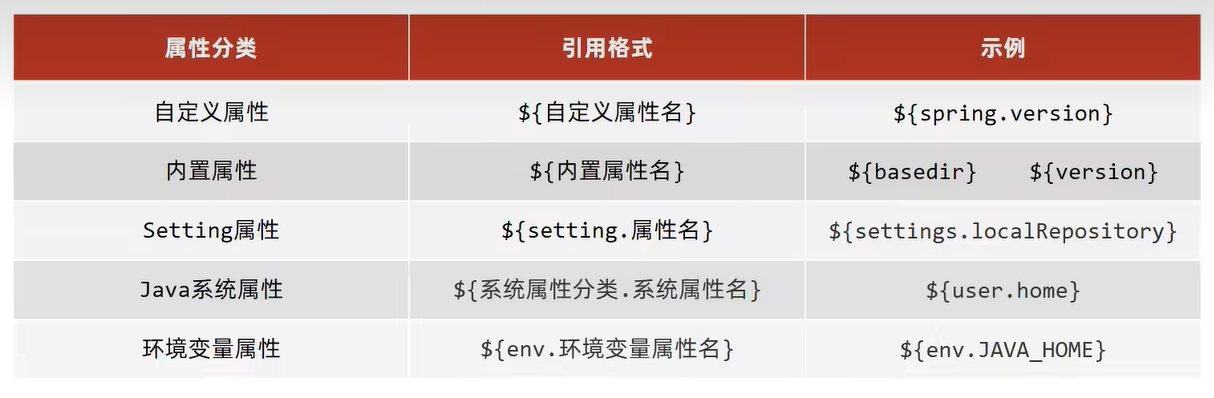 属性分类 引用格式 示例
自定义属性 ${自定义属性名} ${spring.version}
内置属性 ${内置属性名} ${basedir} ${version}
Setting属性 ${setting.属性名} ${settings.localRepository}
Java系统属性 ${系统属性分类.系统属性名} ${user.home}
环境变量属性 ${env.环境变量属性名} ${env.JAVA_HOME}